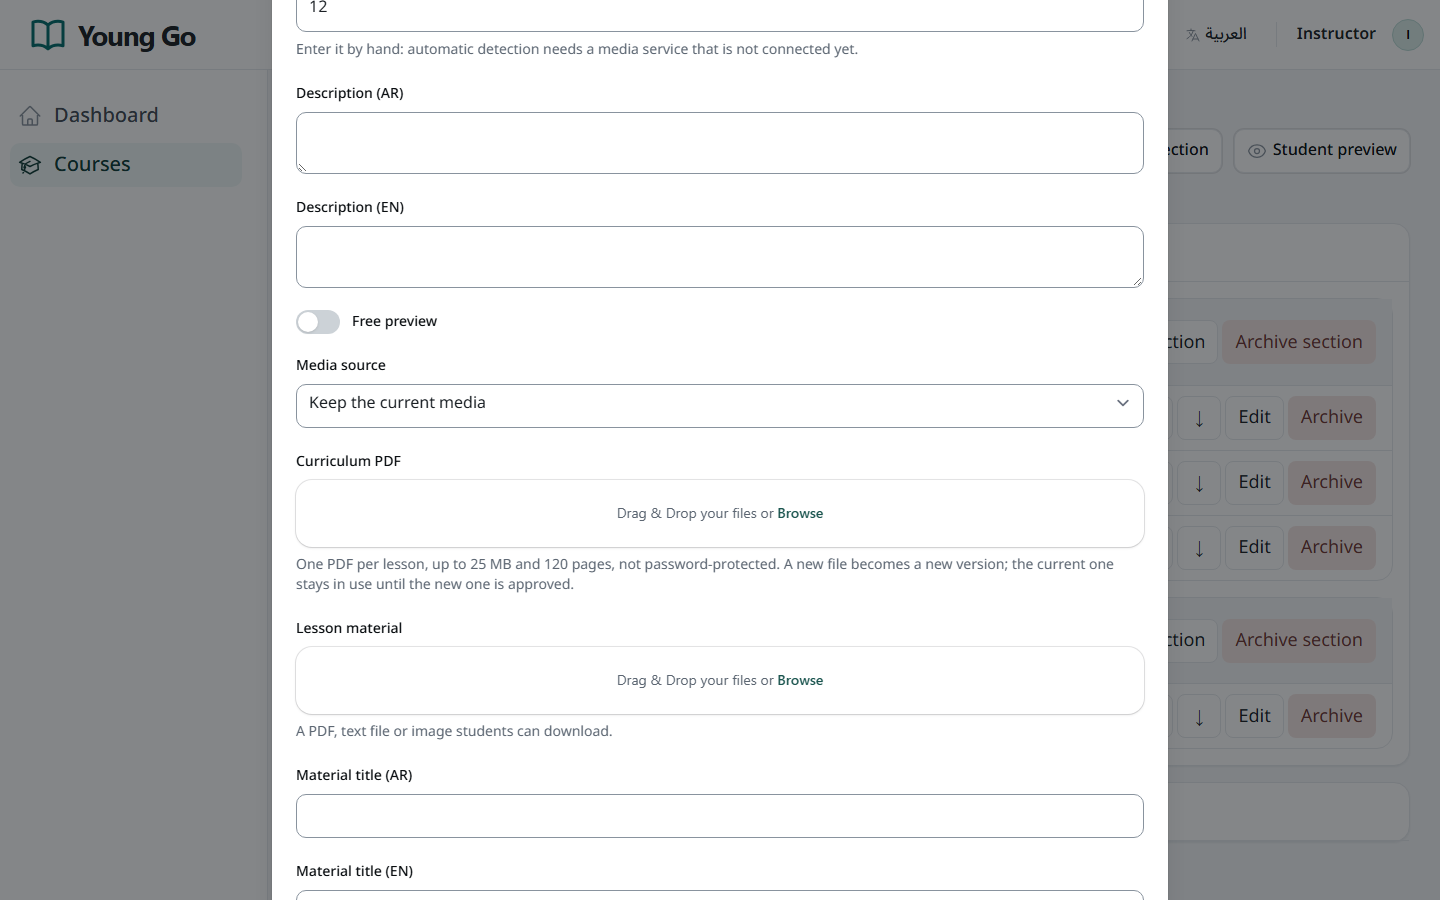 Young Go
العربية
Instructor
I
Dashboard
Courses
ction
Student preview
12
Enter it by hand: automatic detection needs a media service that is not connected yet.
Description (AR)
Description (EN)
Free preview
Media source
Keep the current media
Curriculum PDF
Drag & Drop your files or Browse
One PDF per lesson, up to 25 MB and 120 pages, not password-protected. A new file becomes a new version; the current one
stays in use until the new one is approved.
Lesson material
Drag & Drop your files or Browse
A PDF, text file or image students can download.
Material title (AR)
Material title (EN)
ction
Archive section
↓ Edit Archive
↓ Edit Archive
↓ Edit Archive
ction
Archive section
↓ Edit Archive